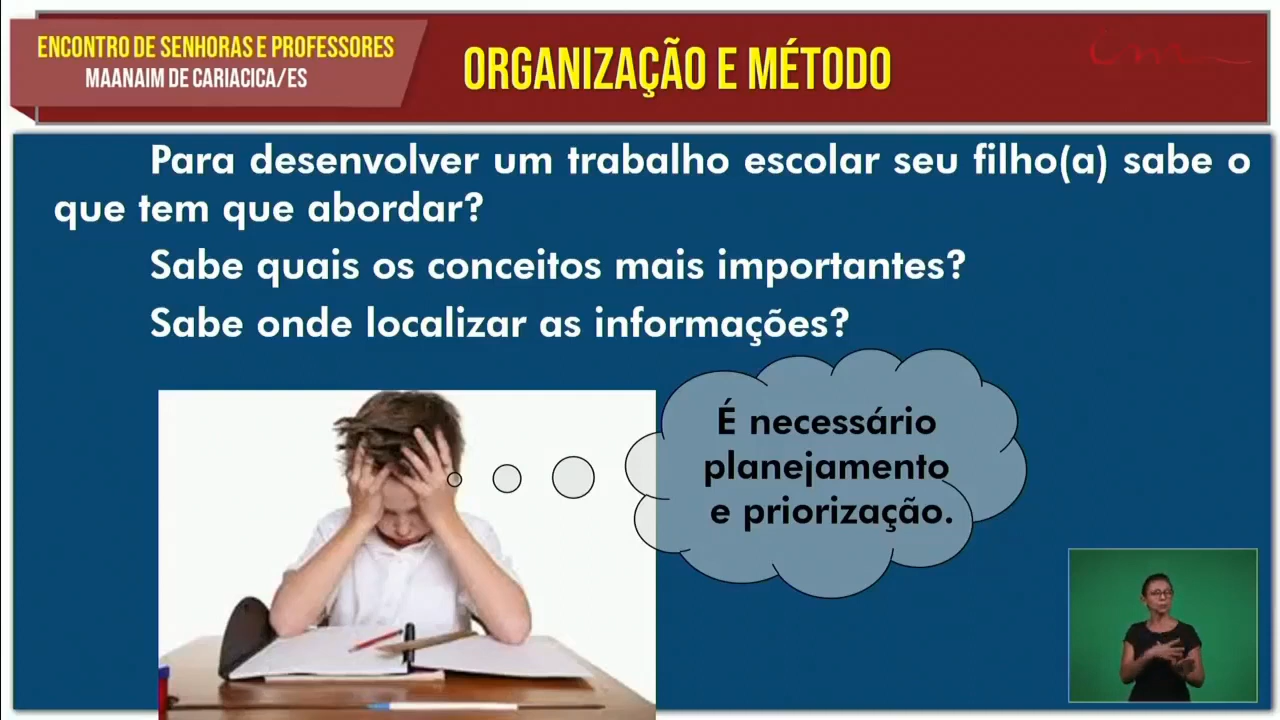 ENCONTRO DE SENHORAS E PROFESSORES
MAANAIM DE CARIACICA/ES
ORGANIZAÇÃO E MÉTODO
Para desenvolver um trabalho escolar seu filho(a) sabe o
que tem que abordar?
Sabe quais os conceitos mais importantes?
Sabe onde localizar as informações?
É necessário
planejamento
e priorização.